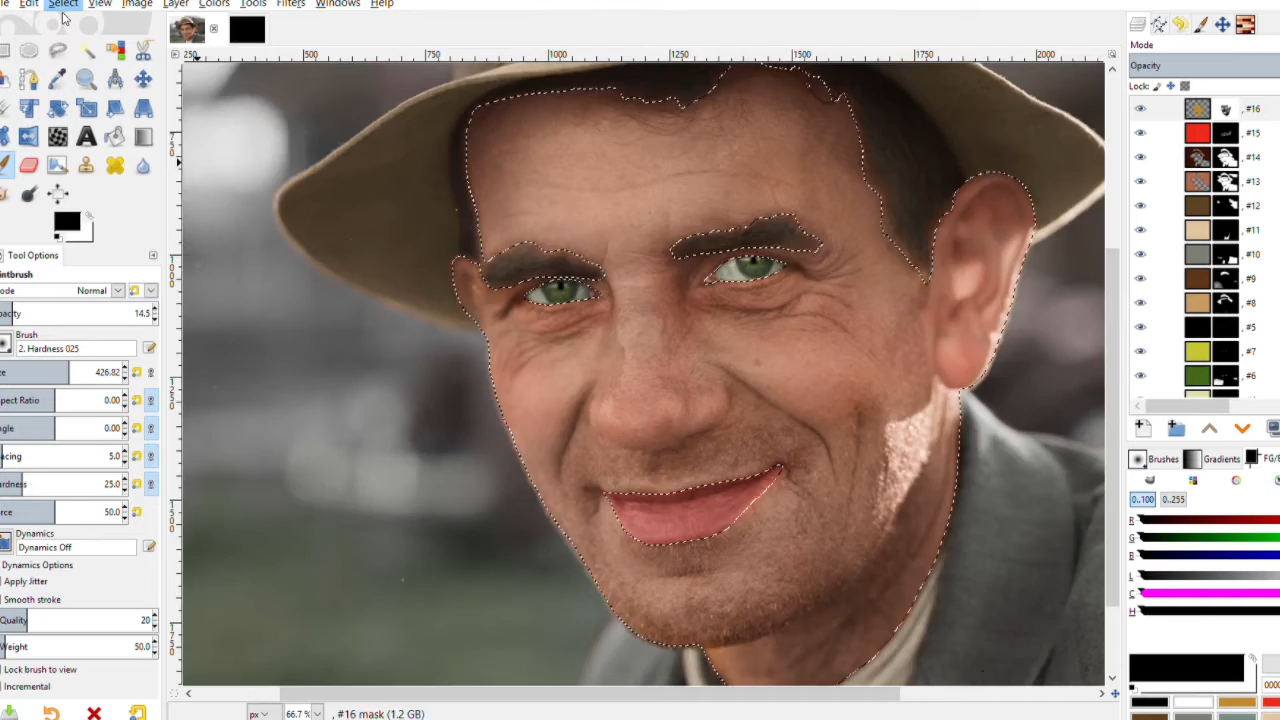 Edit Select View Image Layer Colors Tools Filters Windows Help
250 500 750 1000 1250 1500 1750 2000
Mode
Opacity
Lock:
#16
#15
#14
#13
#12
#11
#10
#9
#8
#5
#7
#6
Tool Options
Normal
14.5
Brush
2. Hardness 025
426.82
0.00
0.00
5.0
25.0
50.0
Dynamics
Dynamics Off
Dynamics Options
Apply Jitter
Smooth stroke
Quality 20
Weight 50.0
Lock brush to view
Incremental
Brushes Gradients
0..100 0..255
R
G
B
L
C
H
px 66.7 % , #16 mask (1.2 GB)